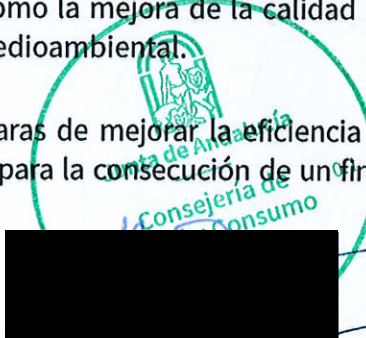 omo la mejora de la calidad
edioambiental.
aras de mejorar la eficiencia
para la consecución de un fin
Junta de Andalucía
Consejería de
Consumo